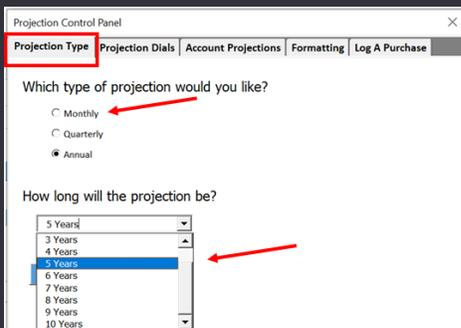 Projection Control Panel
Projection Type Projection Dials Account Projections Formatting Log A Purchase
Which type of projection would you like?
Monthly
Quarterly
Annual
How long will the projection be?
5 Years
3 Years
4 Years
5 Years
6 Years
7 Years
8 Years
9 Years
10 Years